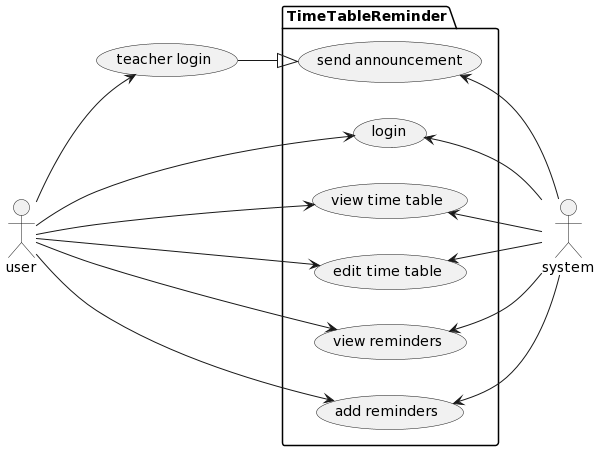 TimeTableReminder
teacher login
send announcement
login
view time table
user
system
edit time table
view reminders
add reminders